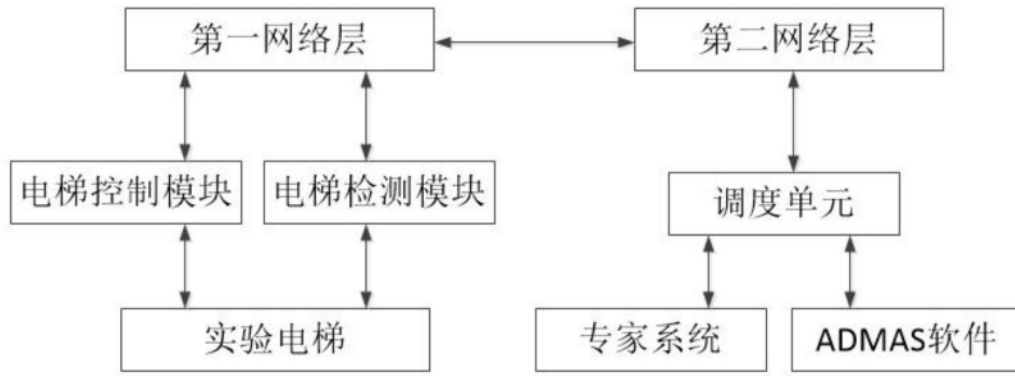 第一网络层
第二网络层
电梯控制模块
电梯检测模块
调度单元
实验电梯
专家系统
ADMAS软件